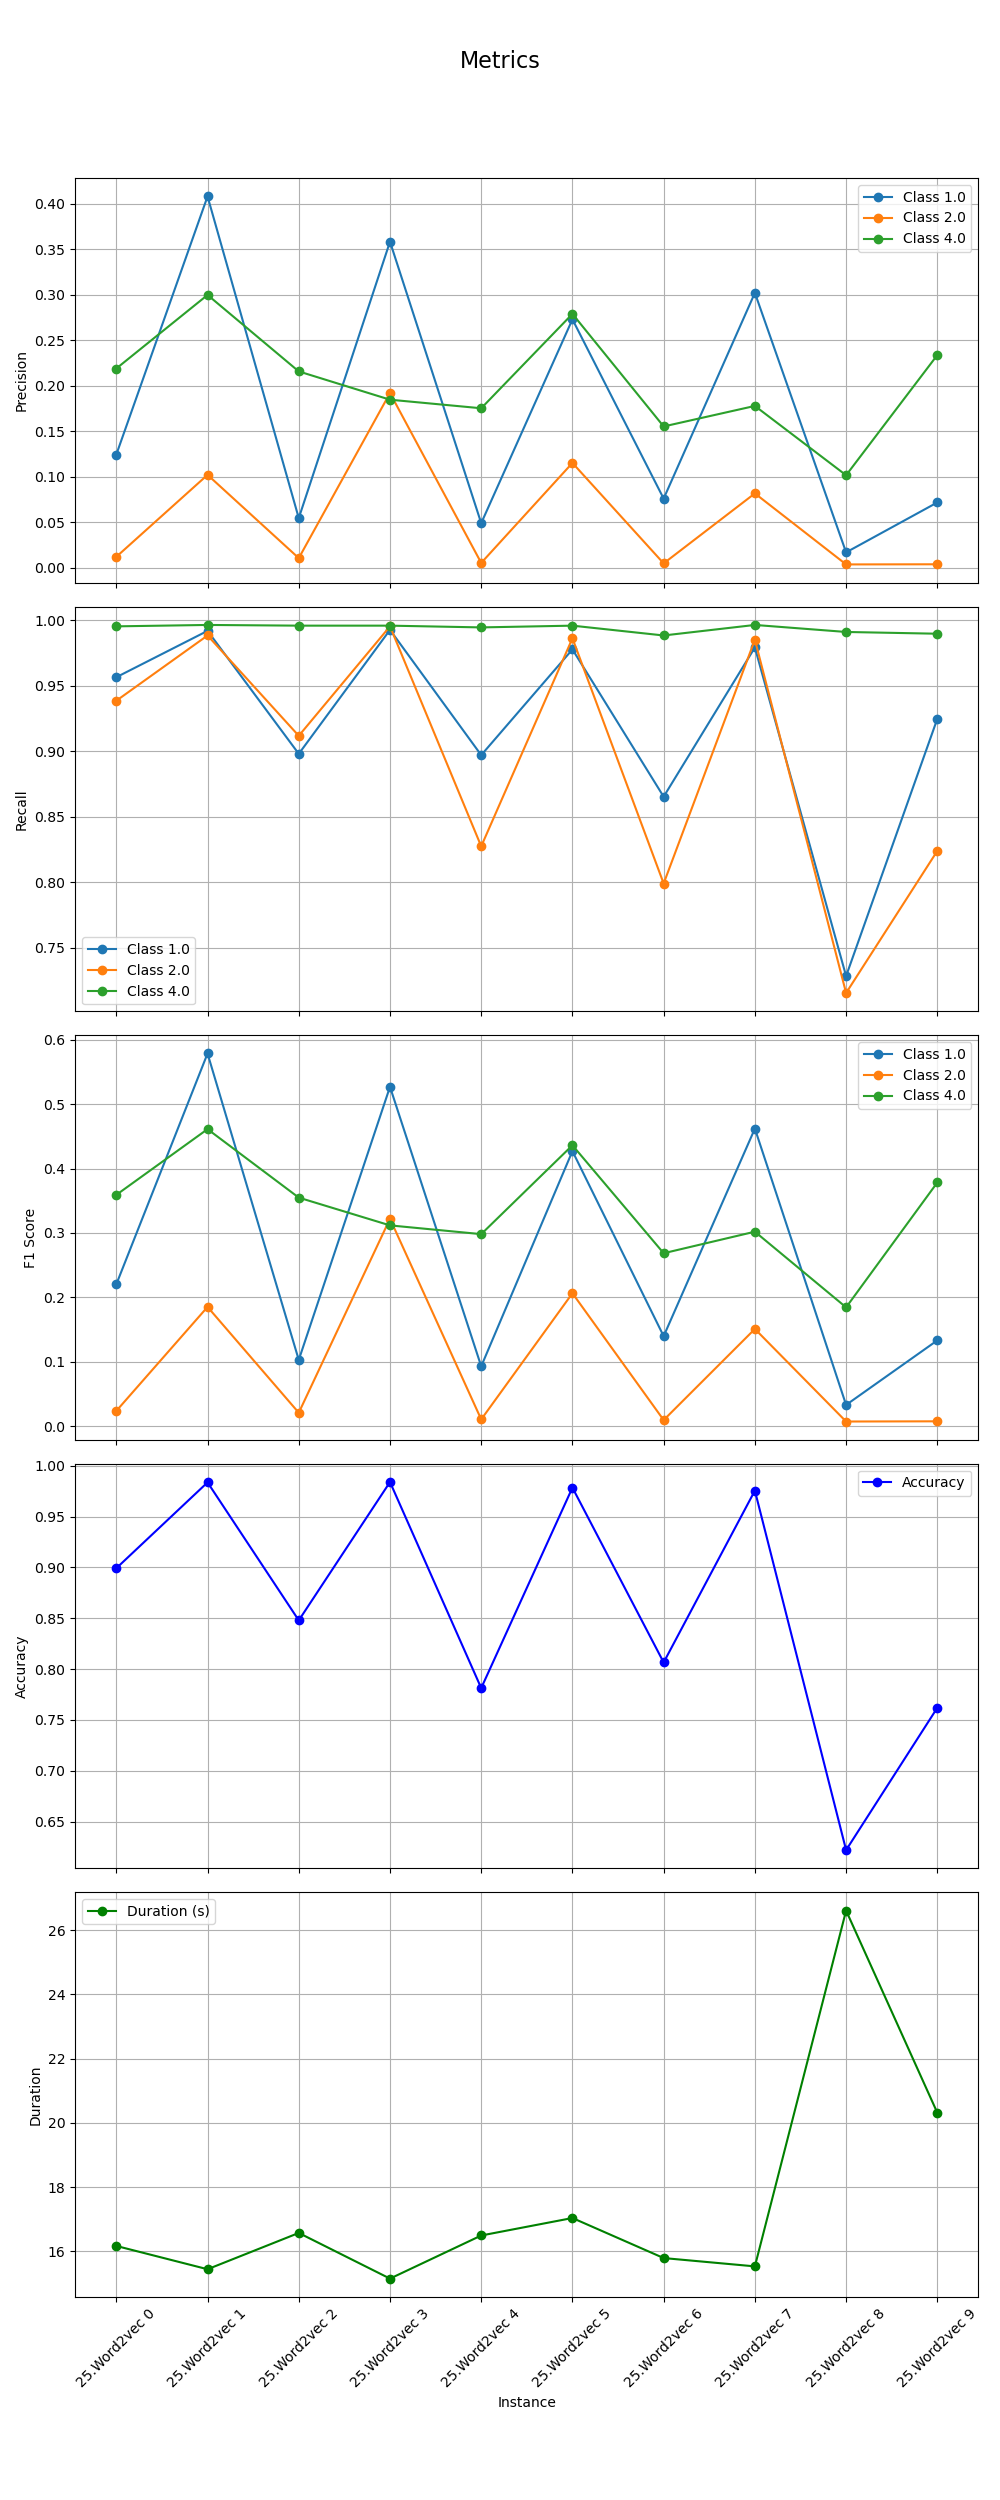 Metrics
0.40
0.35
0.30
0.25
0.20
0.15
0.10
0.05
0.00
Precision
Class 1.0
Class 2.0
Class 4.0
1.00
0.95
0.90
0.85
0.80
0.75
Recall
Class 1.0
Class 2.0
Class 4.0
0.6
0.5
0.4
0.3
0.2
0.1
0.0
F1 Score
Class 1.0
Class 2.0
Class 4.0
1.00
0.95
0.90
0.85
0.80
0.75
0.70
0.65
Accuracy
Accuracy
26
24
22
20
18
16
Duration
Duration (s)
25.Word2vec 0
25.Word2vec 1
25.Word2vec 2
25.Word2vec 3
25.Word2vec 4
25.Word2vec 5
25.Word2vec 6
25.Word2vec 7
25.Word2vec 8
25.Word2vec 9
Instance